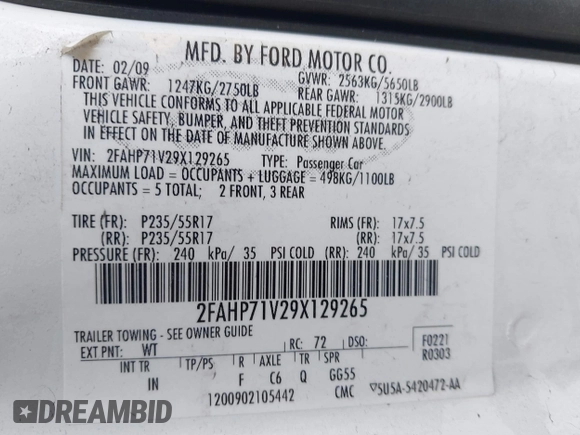 MFD. BY FORD MOTOR CO.
DATE: 02/09 GVWR: 2563KG/5650LB
FRONT GAWR: 1247KG/2750LB REAR GAWR: 1315KG/2900LB
THIS VEHICLE CONFORMS TO ALL APPLICABLE FEDERAL MOTOR
VEHICLE SAFETY, BUMPER, AND THEFT PREVENTION STANDARDS
IN EFFECT ON THE DATE OF MANUFACTURE SHOWN ABOVE.
VIN: 2FAHP71V29X129265 TYPE: Passenger Car
MAXIMUM LOAD = OCCUPANTS + LUGGAGE = 498KG/1100LB
OCCUPANTS = 5 TOTAL; 2 FRONT, 3 REAR
TIRE (FR): P235/55R17 RIMS (FR): 17x7.5
(RR): P235/55R17 (RR): 17x7.5
PRESSURE (FR): 240 kPa/ 35 PSI COLD (RR): 240 kPa/35 PSI COLD
2FAHP71V29X129265
TRAILER TOWING - SEE OWNER GUIDE
EXT PNT: WT RC: 72 DSO: F0221
R0303
INT TR TP/PS R AXLE TR SPR
IN F C6 Q GG55
1200902105442 CMC 5U5A-5420472-AA
DREAMBID